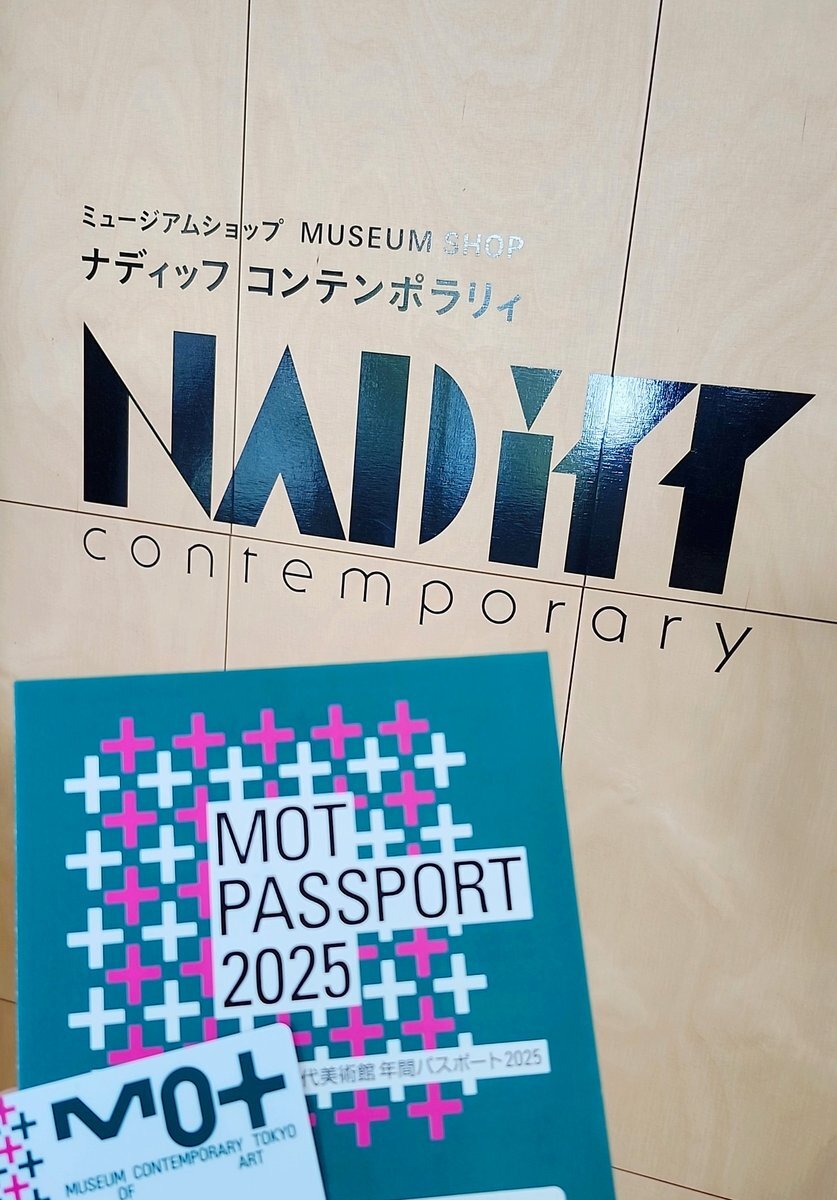 ミュージアムショップ MUSEUM SHOP
ナディッフ コンテンポラリィ
NADiff
contemporary
MOT
PASSPORT
2025
代美術館 年間パスポート2025
MOT
MUSEUM CONTEMPORARY TOKYO
OF ART